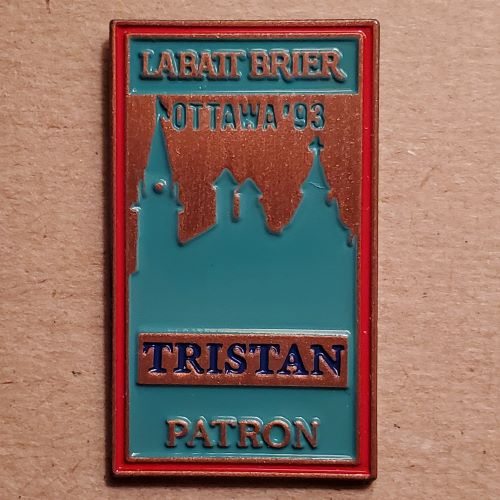 LABATT BRIER
OTTAWA '93
TRISTAN
PATRON